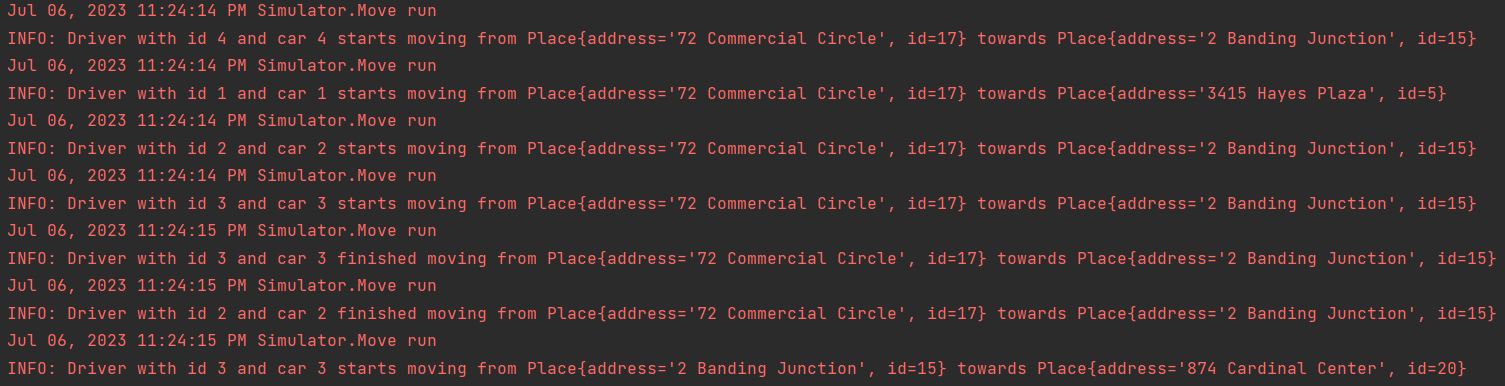 Jul 06, 2023 11:24:14 PM Simulator.Move run
INFO: Driver with id 4 and car 4 starts moving from Place{address='72 Commercial Circle', id=17} towards Place{address='2 Banding Junction', id=15}
Jul 06, 2023 11:24:14 PM Simulator.Move run
INFO: Driver with id 1 and car 1 starts moving from Place{address='72 Commercial Circle', id=17} towards Place{address='3415 Hayes Plaza', id=5}
Jul 06, 2023 11:24:14 PM Simulator.Move run
INFO: Driver with id 2 and car 2 starts moving from Place{address='72 Commercial Circle', id=17} towards Place{address='2 Banding Junction', id=15}
Jul 06, 2023 11:24:14 PM Simulator.Move run
INFO: Driver with id 3 and car 3 starts moving from Place{address='72 Commercial Circle', id=17} towards Place{address='2 Banding Junction', id=15}
Jul 06, 2023 11:24:15 PM Simulator.Move run
INFO: Driver with id 3 and car 3 finished moving from Place{address='72 Commercial Circle', id=17} towards Place{address='2 Banding Junction', id=15}
Jul 06, 2023 11:24:15 PM Simulator.Move run
INFO: Driver with id 2 and car 2 finished moving from Place{address='72 Commercial Circle', id=17} towards Place{address='2 Banding Junction', id=15}
Jul 06, 2023 11:24:15 PM Simulator.Move run
INFO: Driver with id 3 and car 3 starts moving from Place{address='2 Banding Junction', id=15} towards Place{address='874 Cardinal Center', id=20}